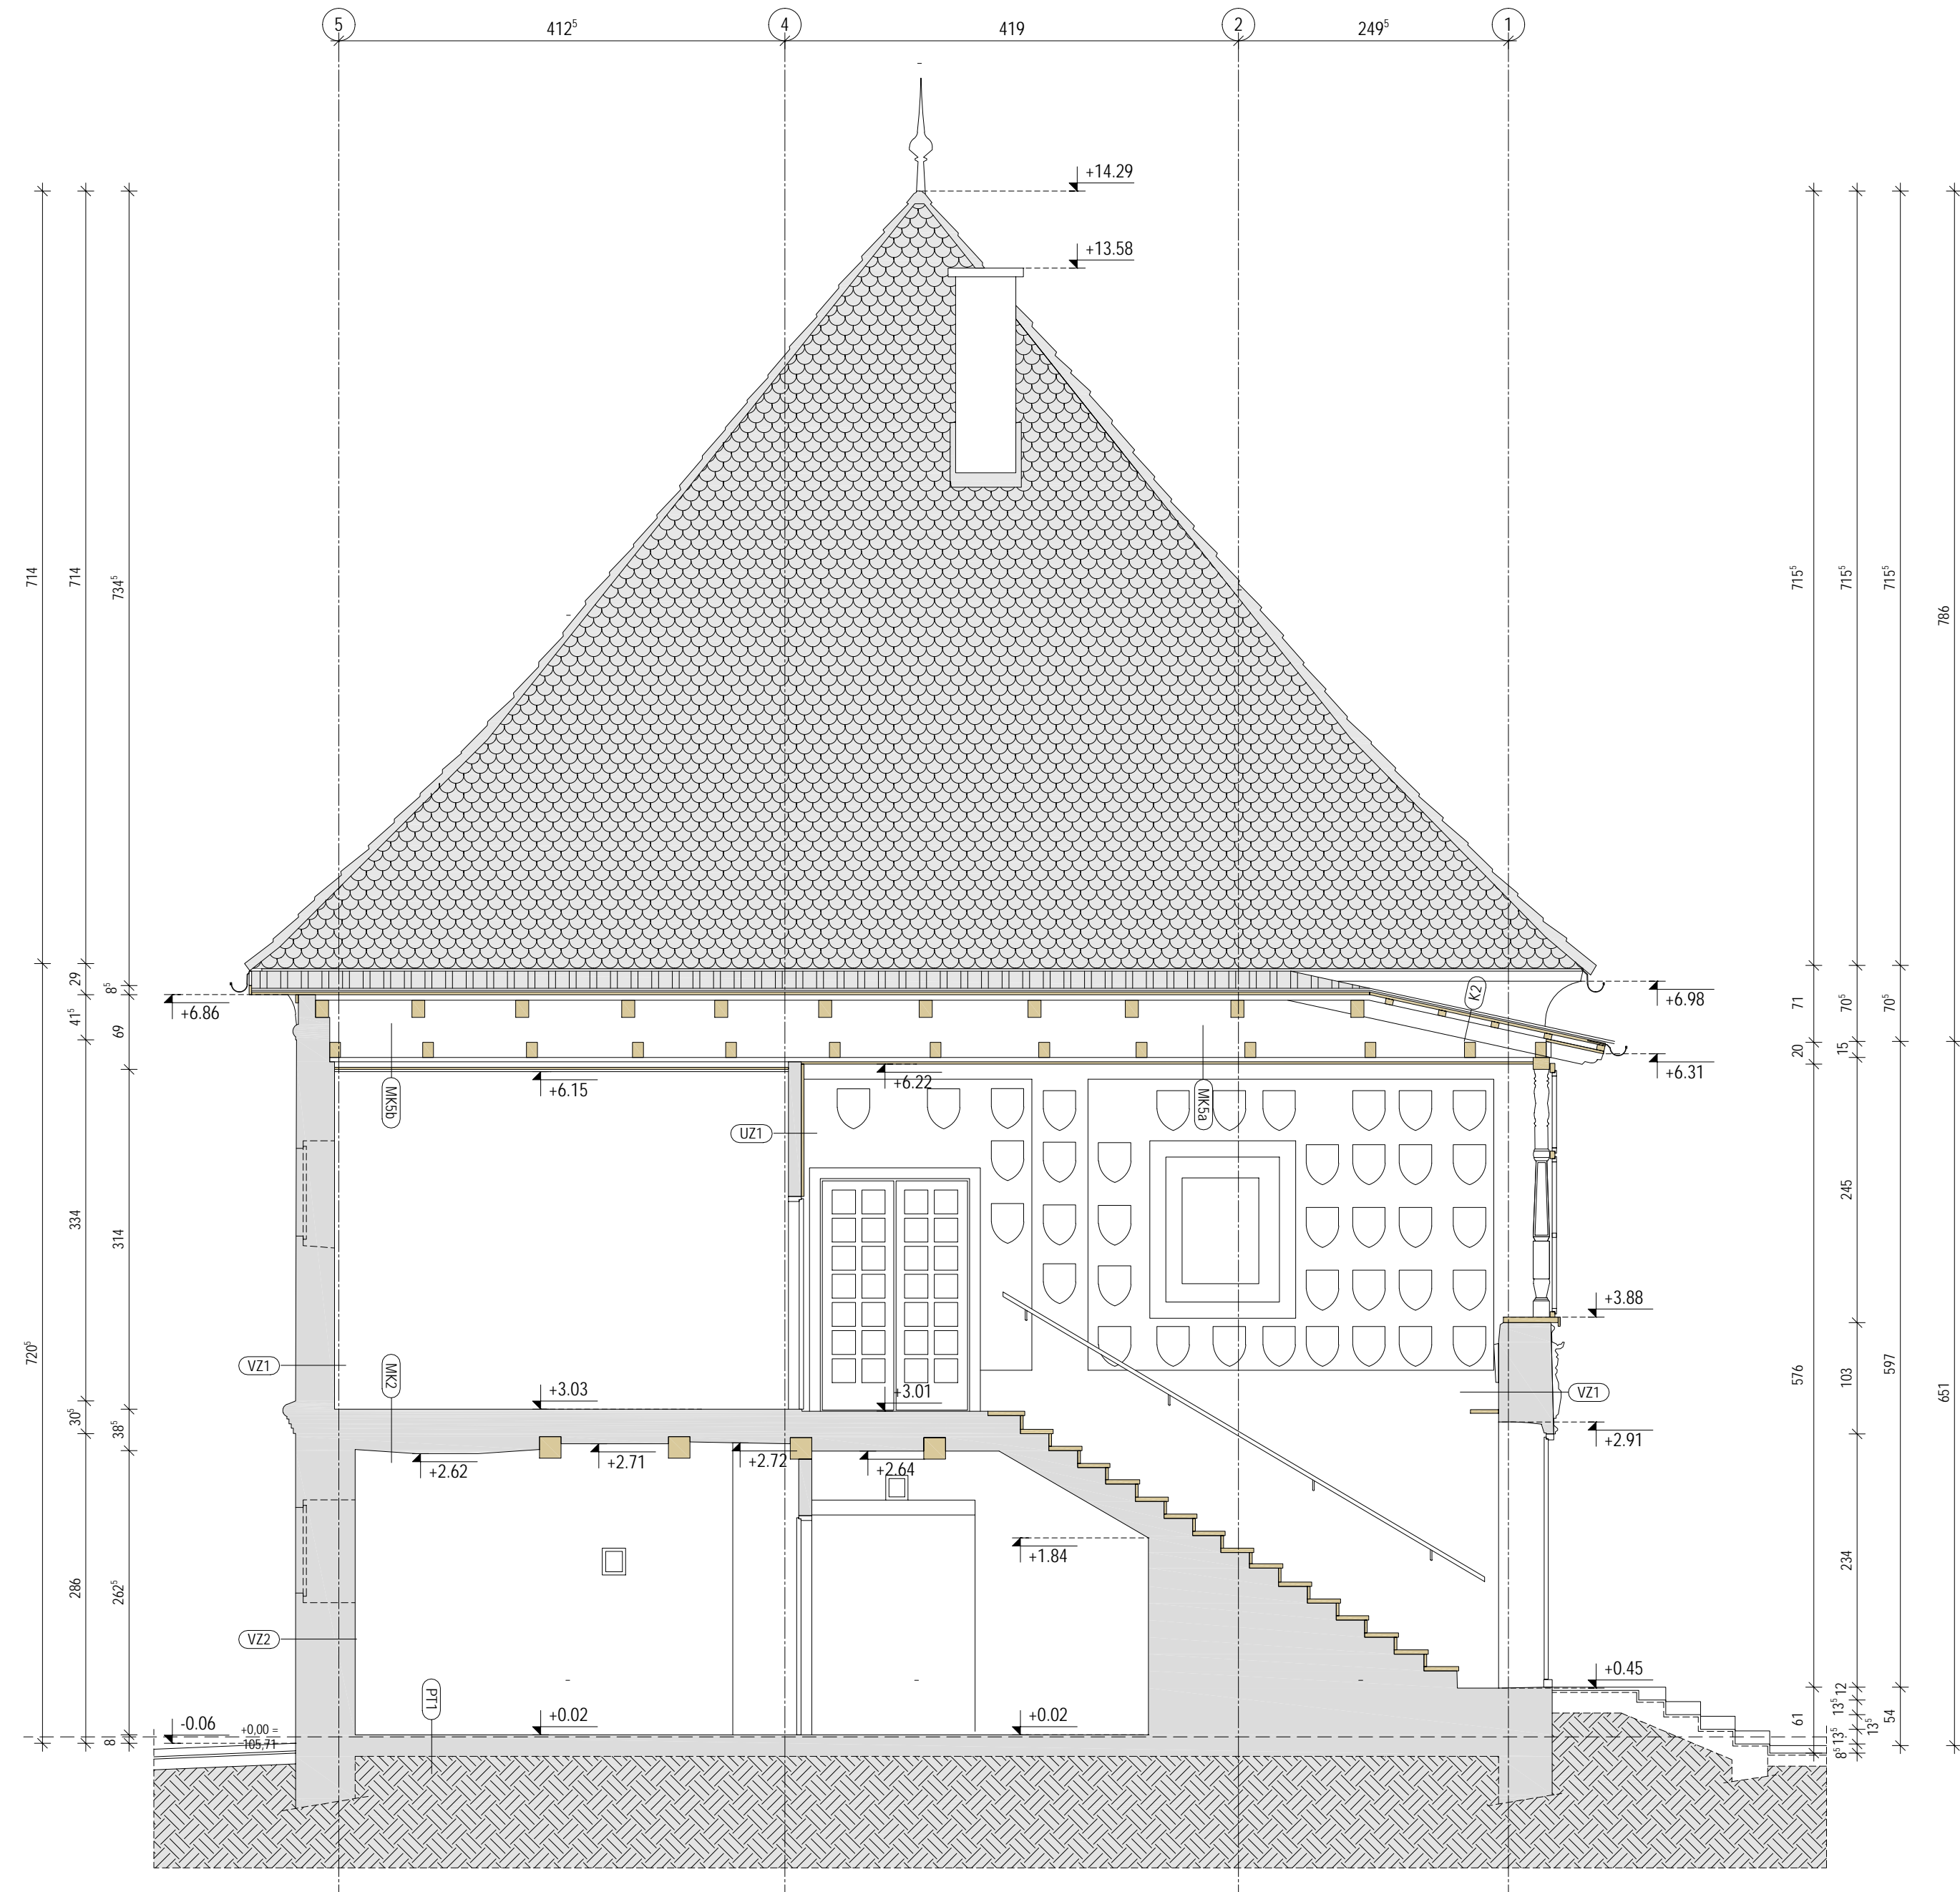 5 4 2 1
412⁵ 419 249⁵
+14.29
+13.58
714 714 734⁵
715⁵ 715⁵ 715⁵ 786
29 8⁵
41⁵ 69
+6.86
+6.98
K2
71 70⁵ 70⁵
20 15
+6.31
+6.15
+6.22
MK5b
MK5a
UZ1
334 314
245
+3.88
720⁵
VZ1
MK2
+3.03
+3.01
VZ1
576 103 597 651
30⁵ 38⁵
+2.91
+2.62
+2.71
+2.72
+2.64
+1.84
286 262⁵
234
VZ2
PT1
+0.45
-0.06
+0,00 =
105,71
+0.02
+0.02
8
61
12
13⁵
13⁵
13⁵
8⁵
54